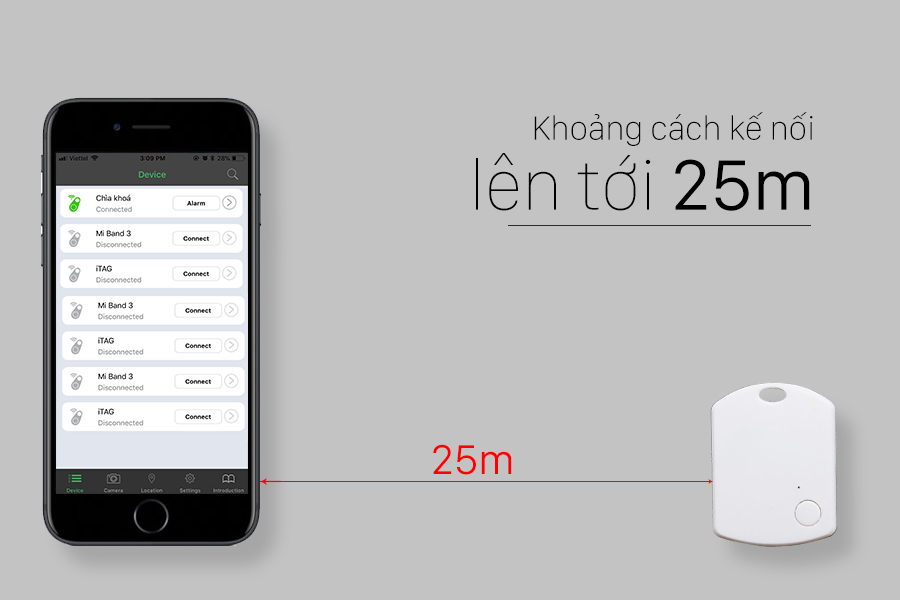 Khoảng cách kế nối
lên tới 25m
Viettel 3:09 PM 28%
Device
Chìa khoá
Connected
Alarm
Mi Band 3
Disconnected
Connect
iTAG
Disconnected
Connect
Mi Band 3
Disconnected
Connect
iTAG
Disconnected
Connect
Mi Band 3
Disconnected
Connect
iTAG
Disconnected
Connect
Device Camera Location Settings Introduction
25m